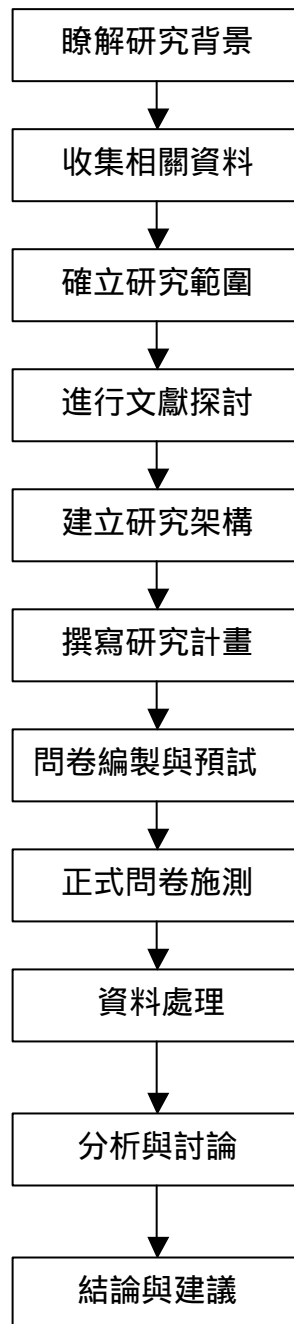 瞭解研究背景
收集相關資料
確立研究範圍
進行文獻探討
建立研究架構
撰寫研究計畫
問卷編製與預試
正式問卷施測
資料處理
分析與討論
結論與建議